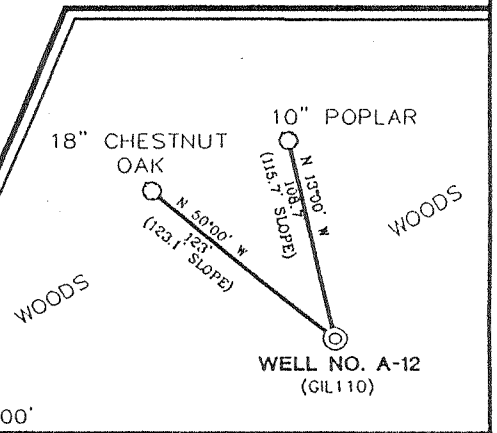 10" POPLAR
18" CHESTNUT
OAK
N 13°00' W
108.7
(115.7' SLOPE)
N 50°00' W
123'
(123.1' SLOPE)
WOODS
WOODS
WELL NO. A-12
(GIL110)
00'